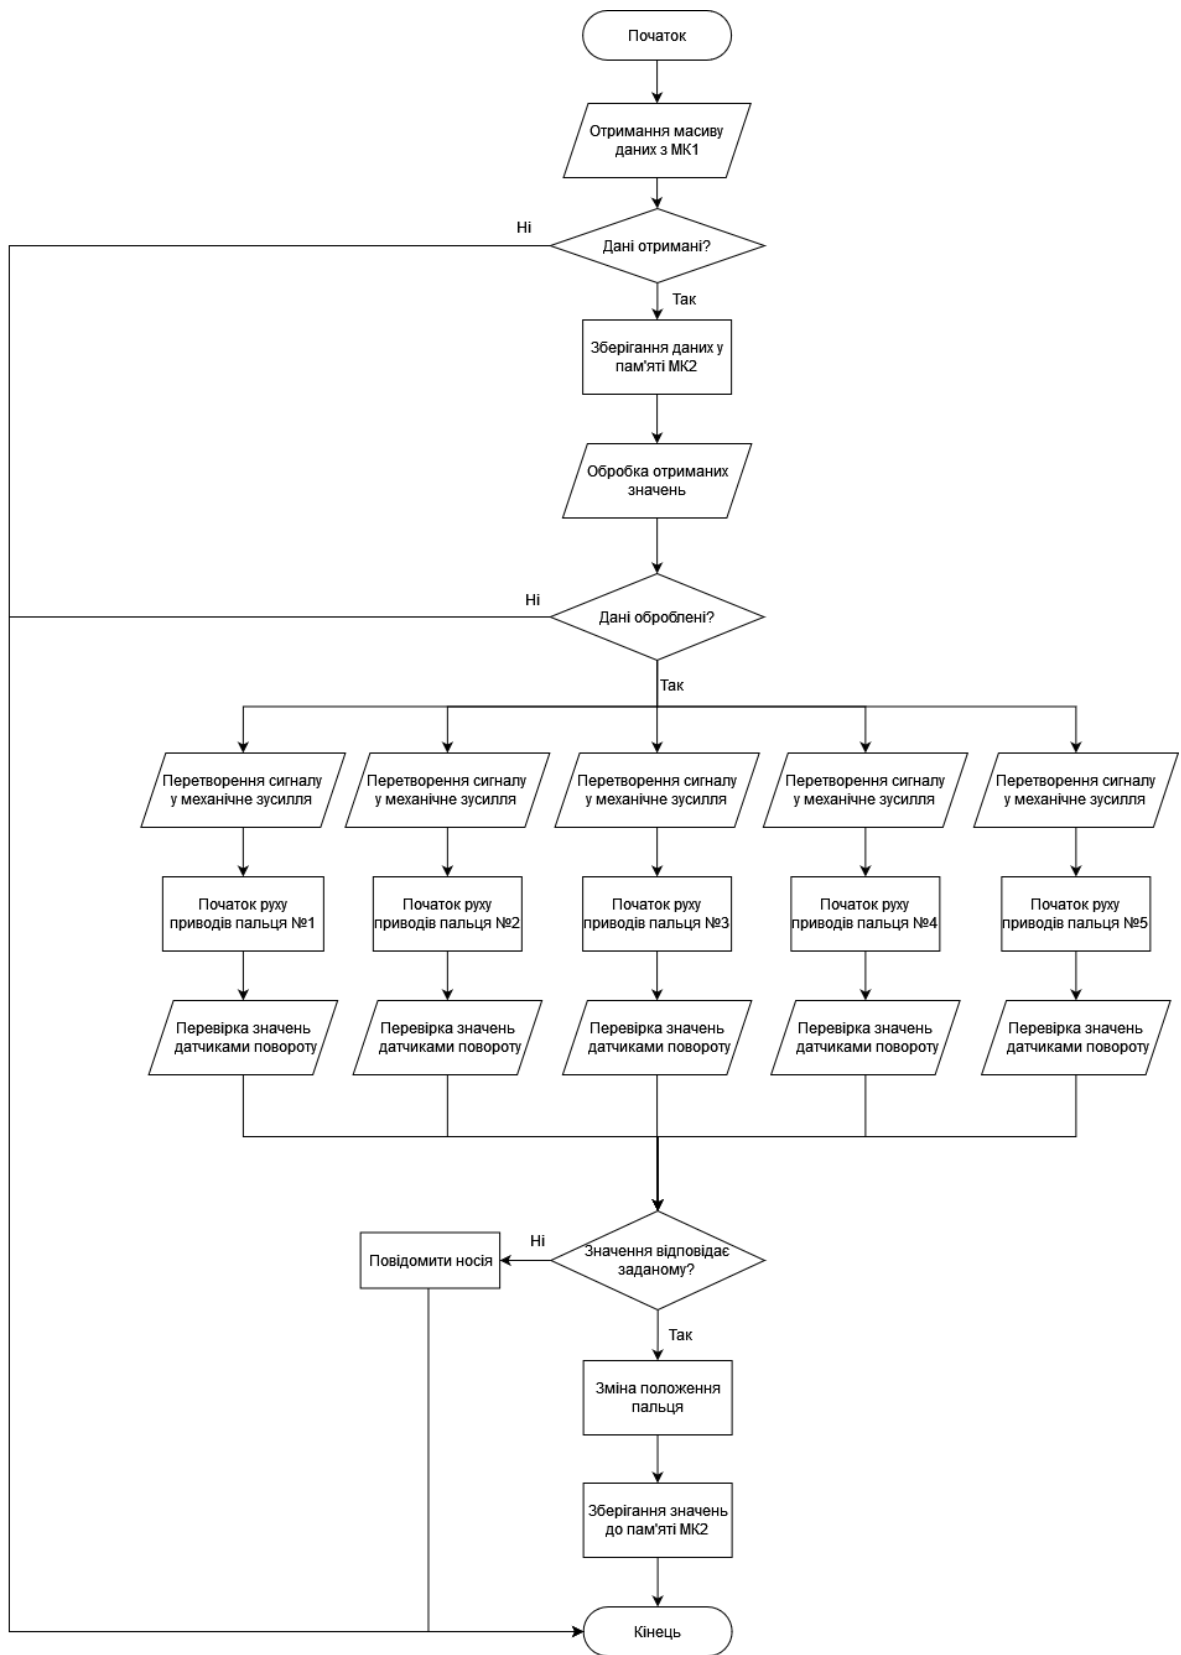 Початок
Отримання масиву
даних з МК1
Ні
Дані отримані?
Так
Зберігання даних у
пам'яті МК2
Обробка отриманих
значень
Ні
Дані оброблені?
Так
Перетворення сигналу
у механічне зусилля
Перетворення сигналу
у механічне зусилля
Перетворення сигналу
у механічне зусилля
Перетворення сигналу
у механічне зусилля
Перетворення сигналу
у механічне зусилля
Початок руху
приводів пальця №1
Початок руху
приводів пальця №2
Початок руху
приводів пальця №3
Початок руху
приводів пальця №4
Початок руху
приводів пальця №5
Перевірка значень
датчиками повороту
Перевірка значень
датчиками повороту
Перевірка значень
датчиками повороту
Перевірка значень
датчиками повороту
Перевірка значень
датчиками повороту
Повідомити носія
Ні
Значення відповідає
заданому?
Так
Зміна положення
пальця
Зберігання значень
до пам'яті МК2
Кінець